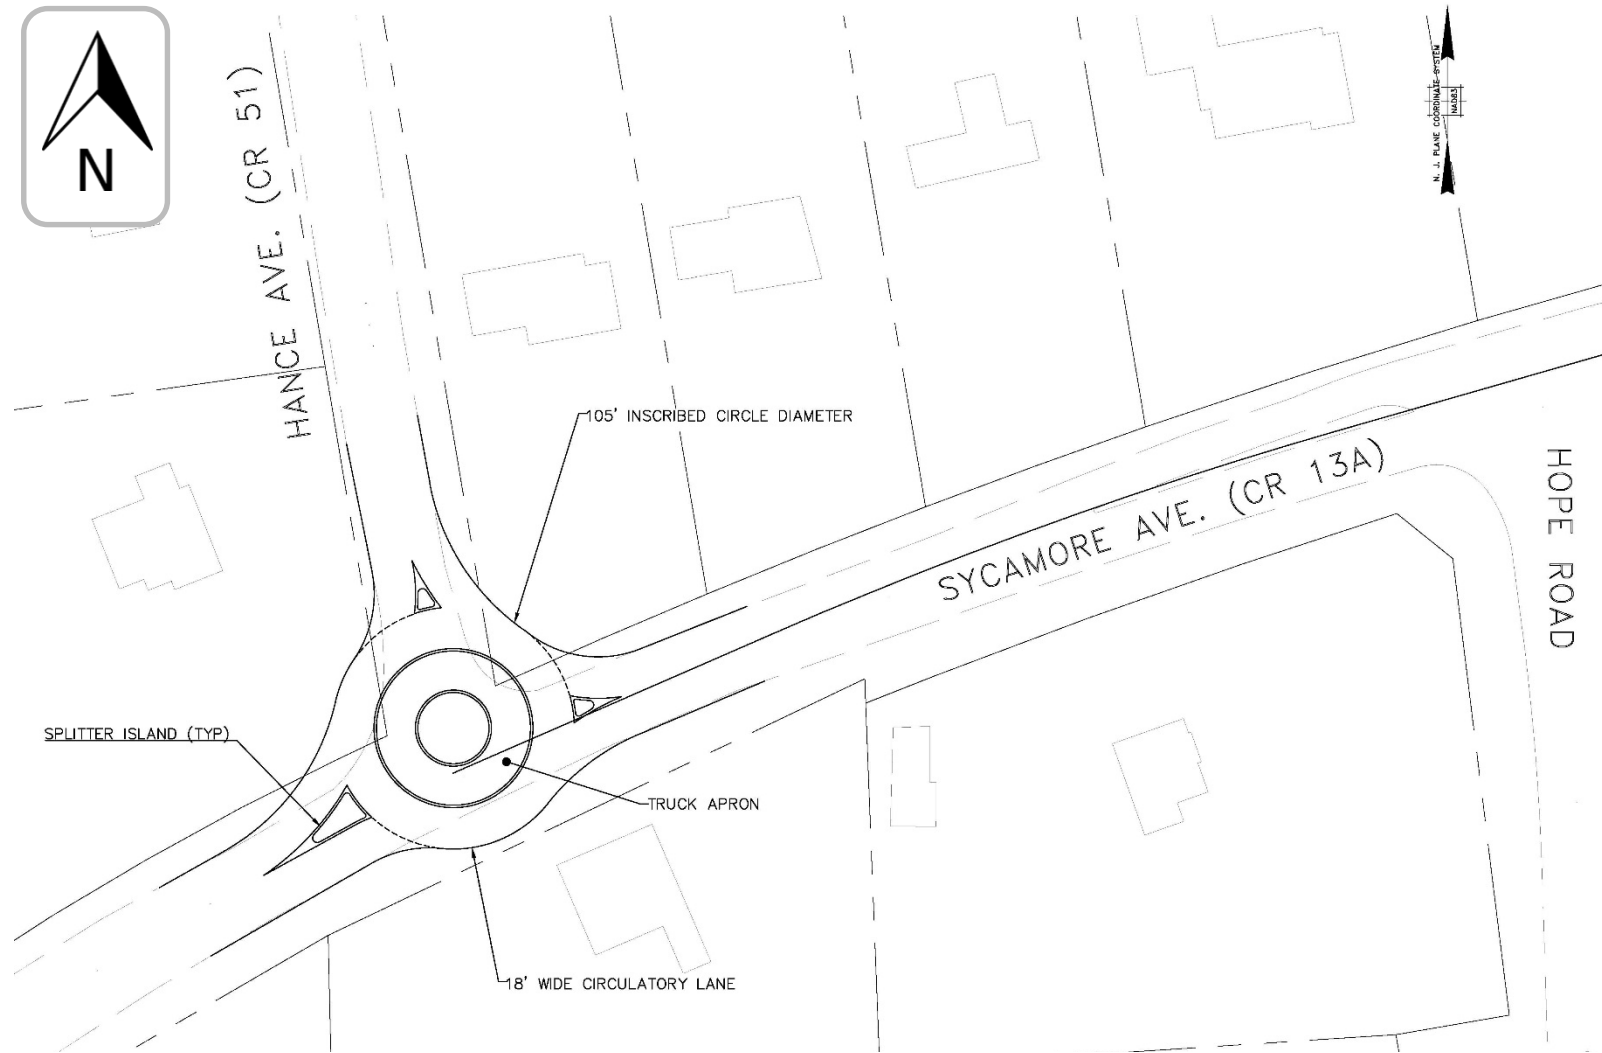 N
HANCE AVE. (CR 51)
N. J. PLANE COORDINATE SYSTEM
NAD83
105' INSCRIBED CIRCLE DIAMETER
SYCAMORE AVE. (CR 13A)
HOPE ROAD
SPLITTER ISLAND (TYP)
TRUCK APRON
18' WIDE CIRCULATORY LANE